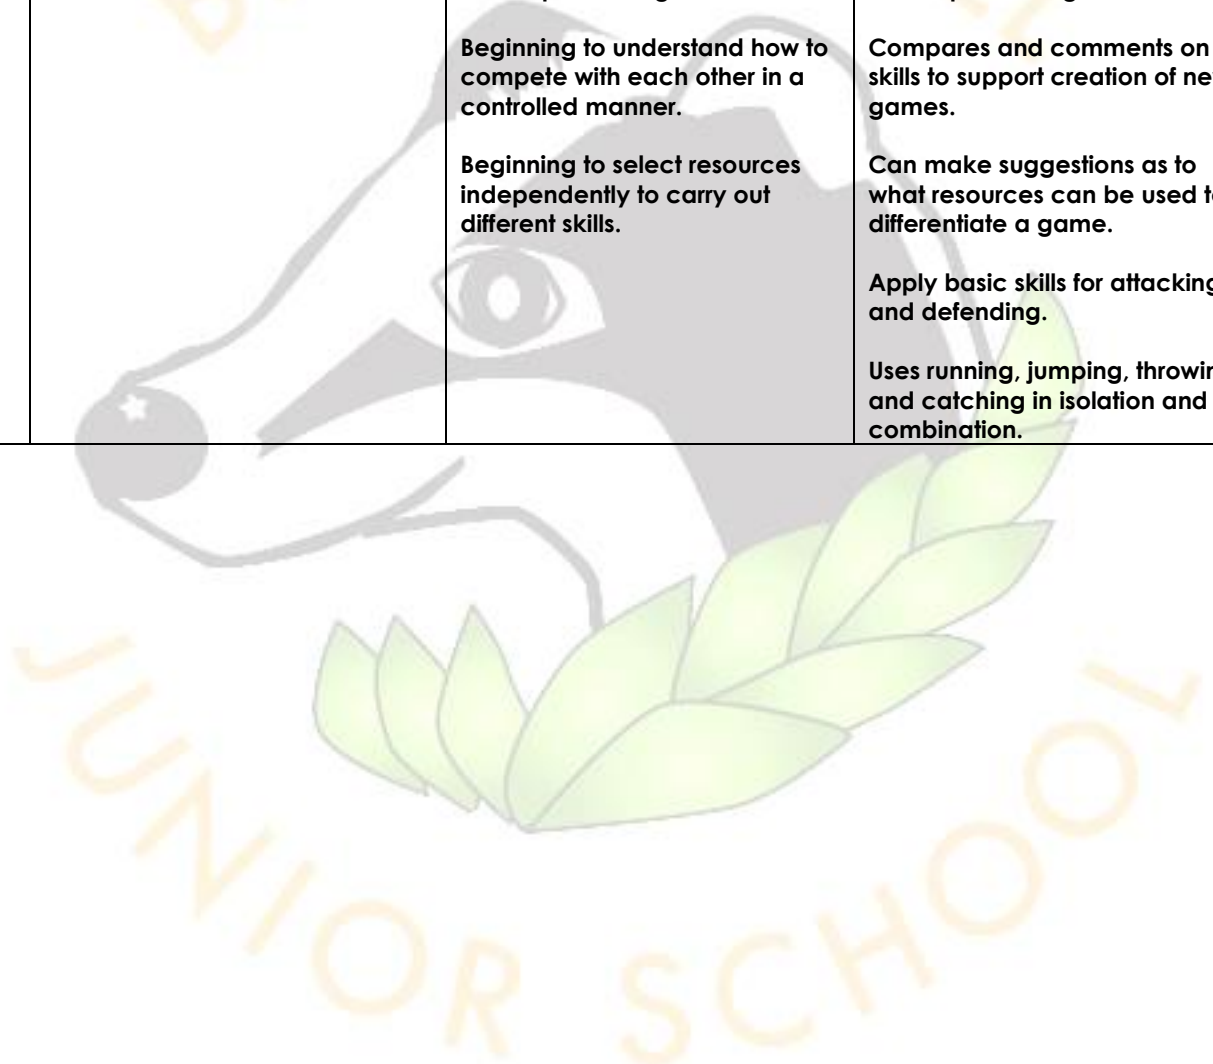 Beginning to understand how to
compete with each other in a
controlled manner.
Beginning to select resources
independently to carry out
different skills.
Compares and comments on
skills to support creation of
games.
Can make suggestions as to
what resources can be used
differentiate a game.
Apply basic skills for attacking
and defending.
Uses running, jumping,
and catching in isolation and
combination.
JUNIOR SCHOOL